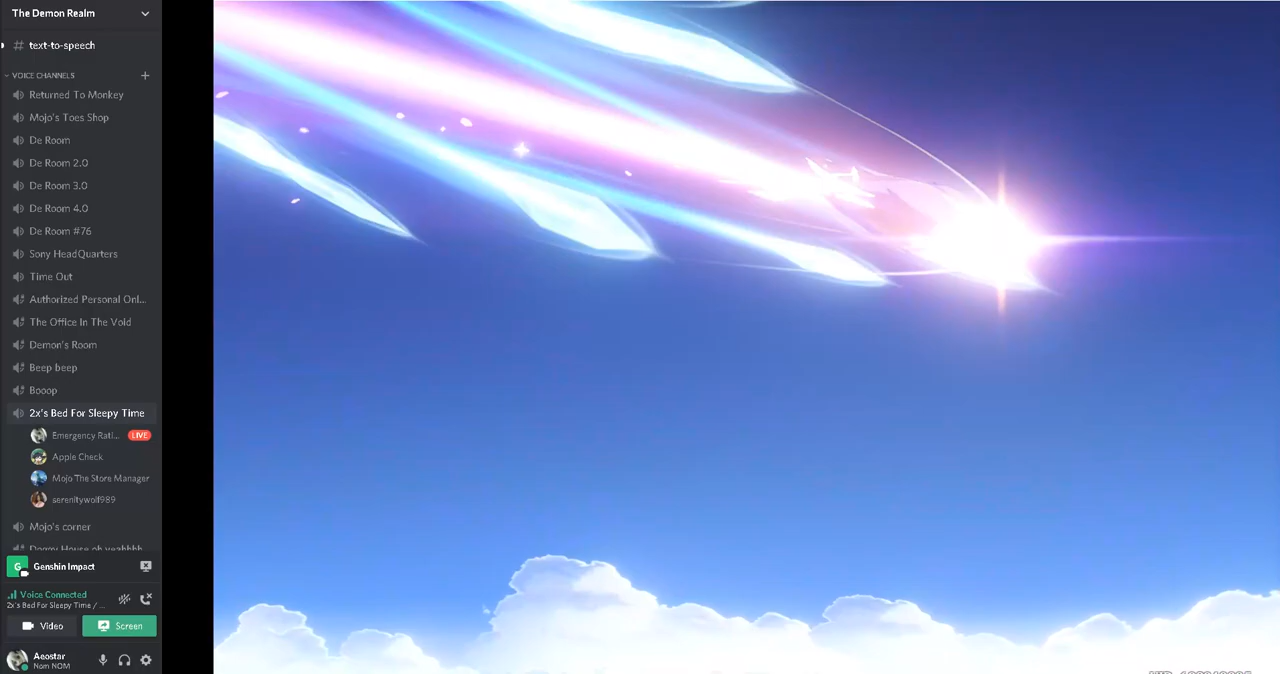 The Demon Realm
text-to-speech
VOICE CHANNELS
Returned To Monkey
Mojo's Toes Shop
De Room
De Room 2.0
De Room 3.0
De Room 4.0
De Room #76
Sony HeadQuarters
Time Out
Authorized Personal Onl...
The Office In The Void
Demon's Room
Beep beep
Booop
2x's Bed For Sleepy Time
Emergency Rati... LIVE
Apple Check
Mojo The Store Manager
serenitywolf989
Mojo's corner
Doggy House oh yeahhhh
G Genshin Impact
Voice Connected
2x's Bed For Sleepy Time / ...
Video Screen
Aeostar
Nom NOM